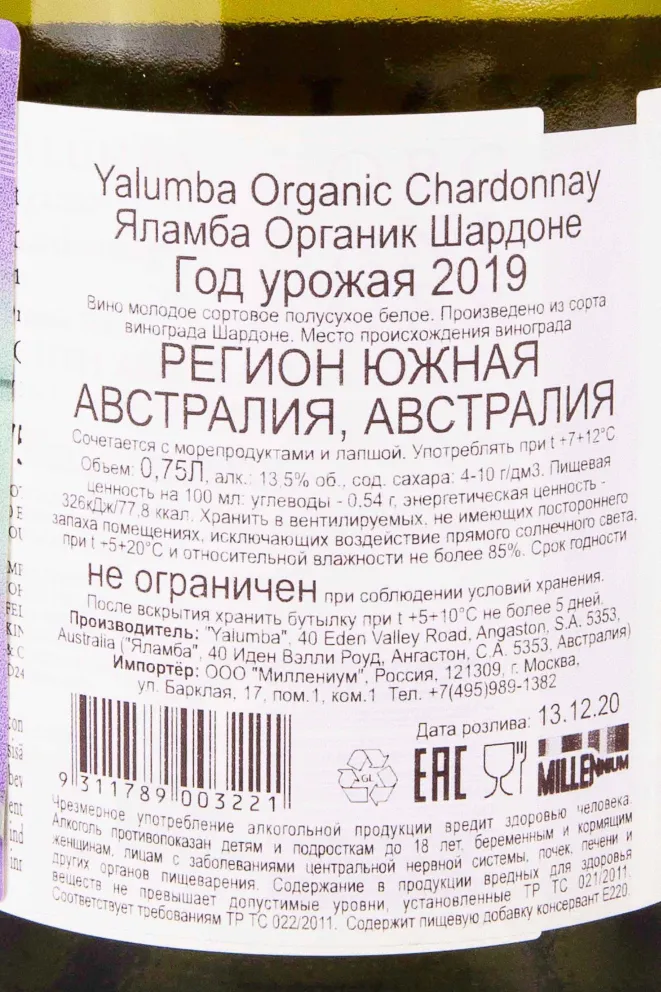 Yalumba Organic Chardonnay
Яламба Органик Шардоне
Год урожая 2019
Вино молодое сортовое полусухое белое. Произведено из сорта
винограда Шардоне. Место происхождения винограда
РЕГИОН ЮЖНАЯ
АВСТРАЛИЯ, АВСТРАЛИЯ
Сочетается с морепродуктами и лапшой. Употреблять при t +7+12°C
Объем: 0,75Л, алк.: 13,5% об., сод. сахара: 4-10 г/дм3. Пищевая
ценность на 100 мл: углеводы - 0,54 г, энергетическая ценность -
326кДж/77,8 ккал. Хранить в вентилируемых, не имеющих постороннего
запаха помещениях, исключающих воздействие прямого солнечного света,
при t +5+20°C и относительной влажности не более 85%. Срок годности
не ограничен при соблюдении условий хранения.
После вскрытия хранить бутылку при t +5+10°C не более 5 дней.
Производитель: "Yalumba", 40 Eden Valley Road, Angaston, S.A. 5353,
Australia ("Яламба", 40 Иден Вэлли Роуд, Ангастон, С.А. 5353, Австралия)
Импортёр: ООО "Миллениум", Россия, 121309, г. Москва,
ул. Барклая, 17, пом.1, ком.1 Тел. +7(495)989-1382
Дата розлива: 13.12.20
9 311789 003221
GL
EAC
MILLENNIUM
Чрезмерное употребление алкогольной продукции вредит здоровью человека.
Алкоголь противопоказан детям и подросткам до 18 лет, беременным и кормящим
женщинам, лицам с заболеваниями центральной нервной системы, почек, печени и
других органов пищеварения. Содержание в продукции вредных для здоровья
веществ не превышает допустимые уровни, установленные ТР ТС 021/2011.
Соответствует требованиям ТР ТС 022/2011. Содержит пищевую добавку консервант Е220.